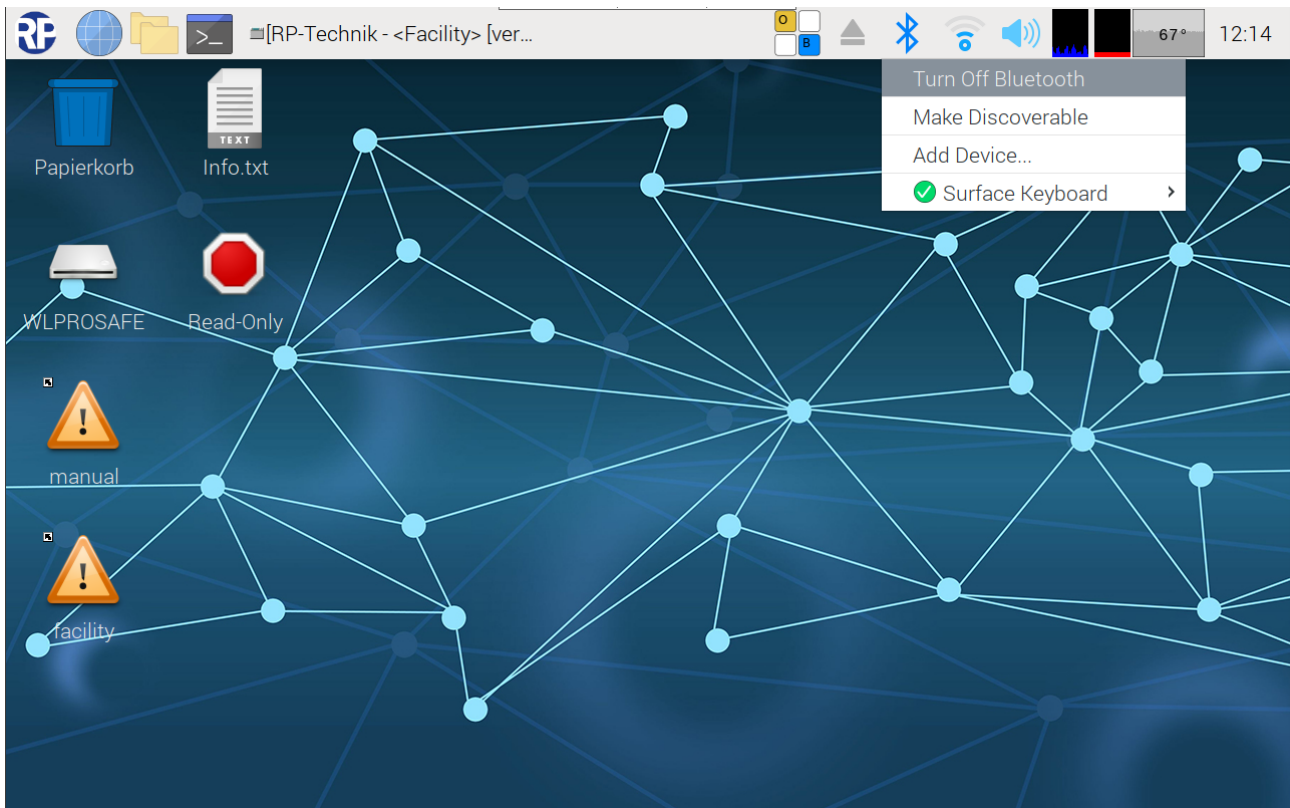 RP >_ [RP-Technik - <Facility> [ver... O B 67° 12:14
Turn Off Bluetooth
Make Discoverable
Add Device...
Surface Keyboard
TEXT
Papierkorb Info.txt
WLPROSAFE Read-Only
!
manual
!
facility